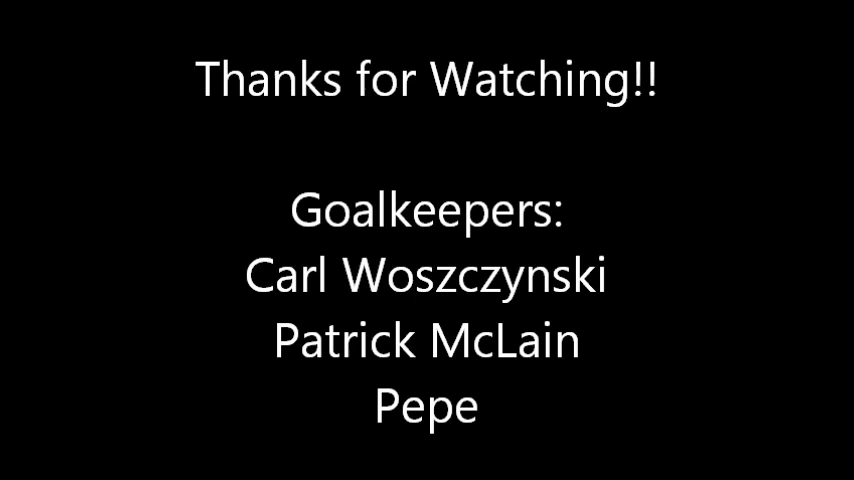 Thanks for Watching!!
Goalkeepers:
Carl Woszczynski
Patrick McLain
Pepe